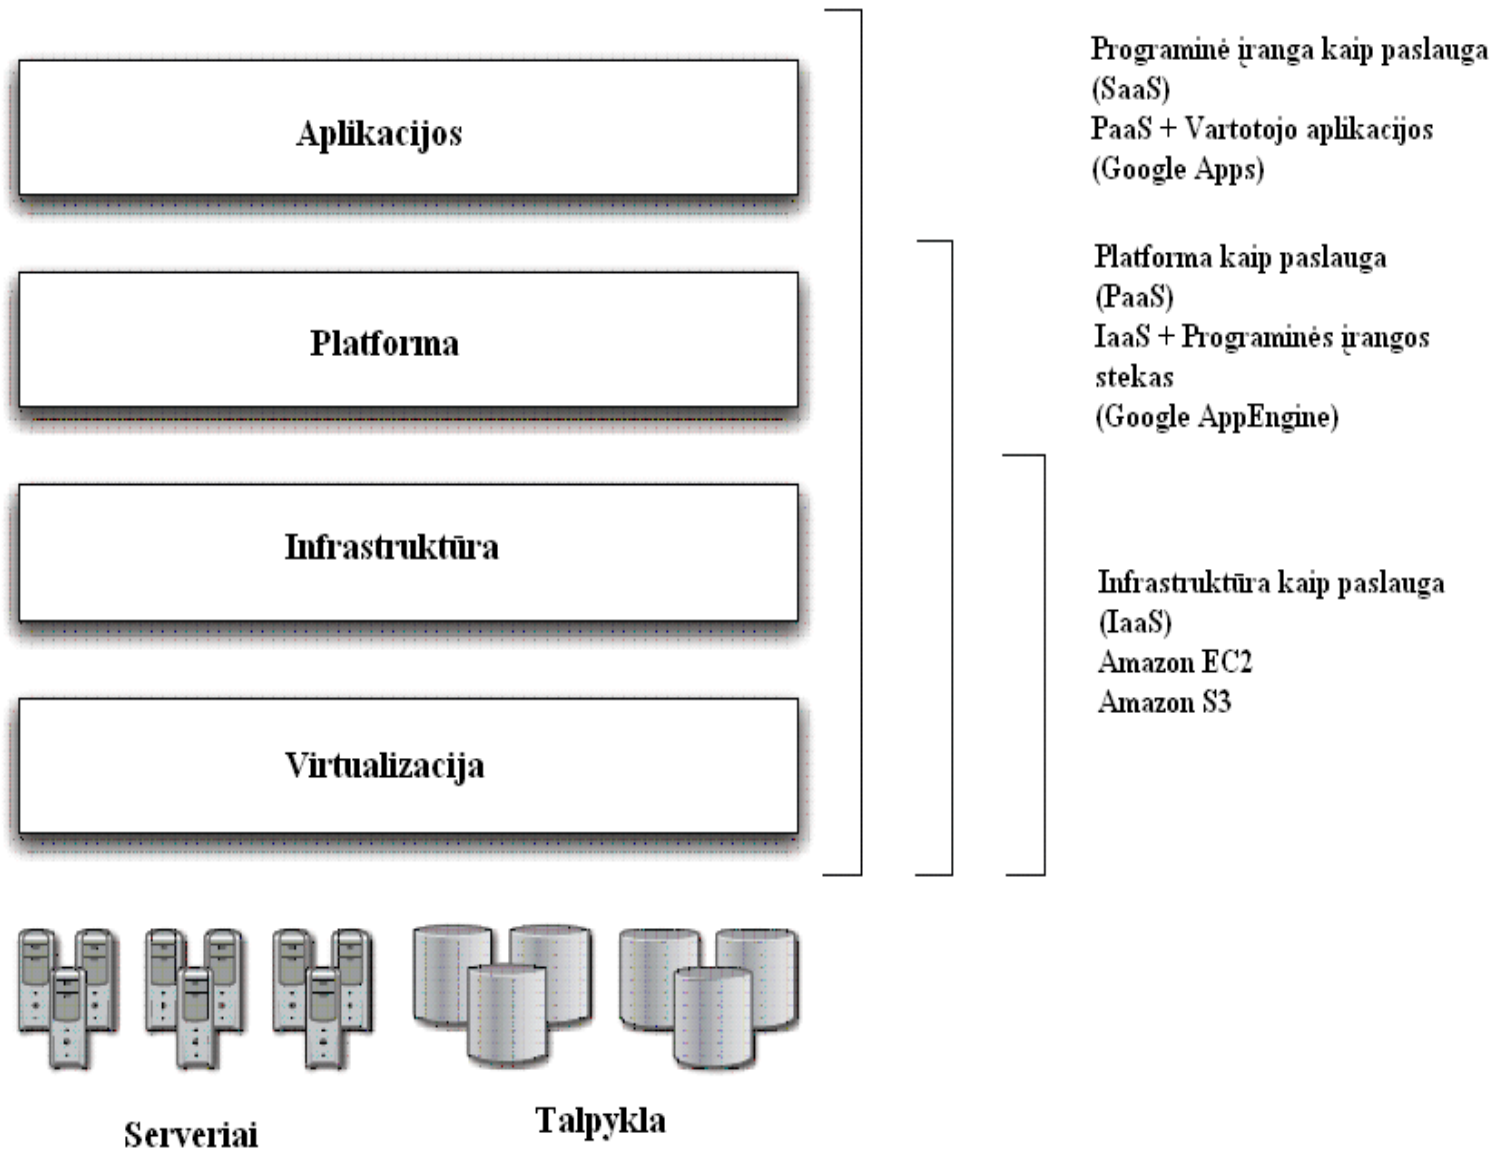 Aplikacijos
Platforma
Infrastruktūra
Virtualizacija
Serveriai
Talpykla
Programinė įranga kaip paslauga
(SaaS)
PaaS + Vartotojo aplikacijos
(Google Apps)
Platforma kaip paslauga
(PaaS)
IaaS + Programinės įrangos
stekas
(Google AppEngine)
Infrastruktūra kaip paslauga
(IaaS)
Amazon EC2
Amazon S3